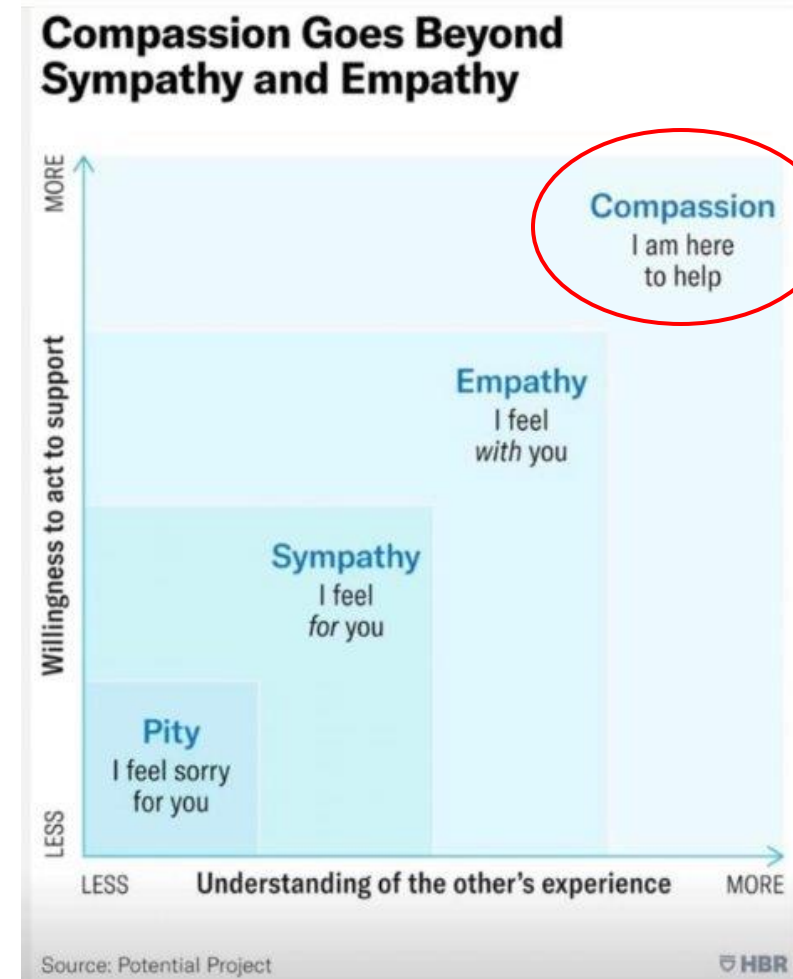 Compassion Goes Beyond
Sympathy and Empathy
MORE
Compassion
I am here
to help
Willingness to act to support
Empathy
I feel
with you
Sympathy
I feel
for you
Pity
I feel sorry
for you
LESS
LESS
Understanding of the other's experience
MORE
Source: Potential Project
HBR